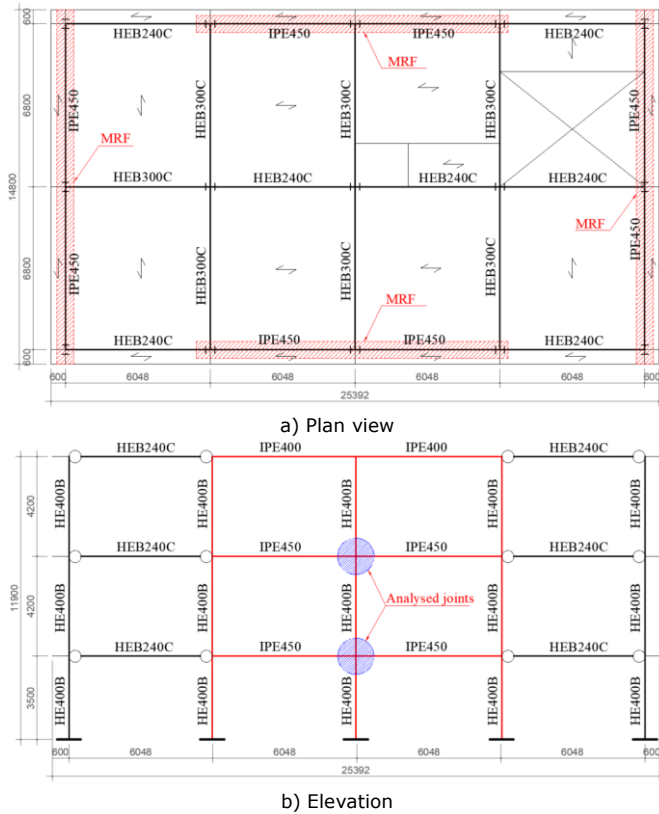 600
HEB240C
IPE450
IPE450
HEB240C
MRF
6800
IPE450
HEB300C
HEB300C
IPE450
MRF
14800
HEB300C
HEB240C
HEB240C
MRF
6800
IPE450
HEB300C
HEB300C
HEB300C
IPE450
MRF
HEB240C
IPE450
IPE450
HEB240C
600
600
6048
6048
6048
6048
600
25392
a) Plan view
HEB240C
IPE400
IPE400
HEB240C
4200
HE400B
HE400B
HE400B
HE400B
HE400B
HEB240C
IPE450
IPE450
HEB240C
11900
4200
HE400B
HE400B
HE400B
Analysed joints
HE400B
HE400B
HEB240C
IPE450
IPE450
HEB240C
3500
HE400B
HE400B
HE400B
HE400B
HE400B
600
6048
6048
6048
6048
600
25392
b) Elevation